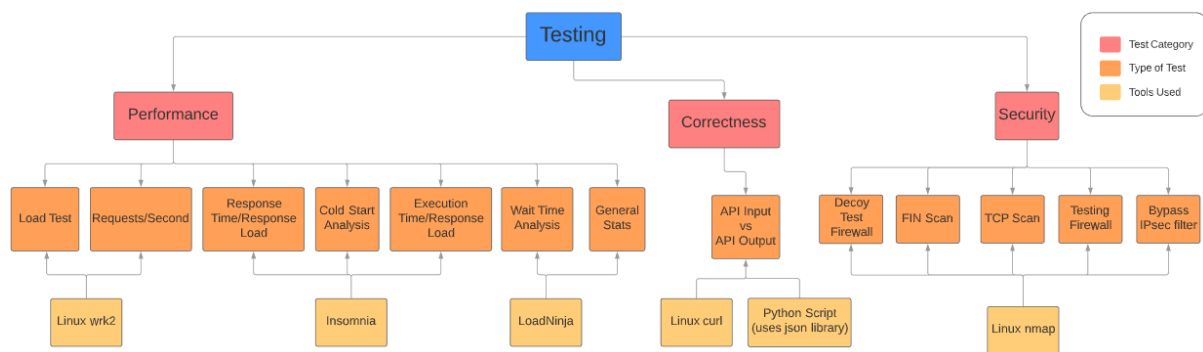 Testing
Test Category
Type of Test
Tools Used
Performance
Correctness
Security
Load Test
Requests/Second
Response
Time/Response
Load
Cold Start
Analysis
Execution
Time/Response
Load
Wait Time
Analysis
General
Stats
API Input
vs
API Output
Decoy
Test
Firewall
FIN Scan
TCP Scan
Testing
Firewall
Bypass
IPsec filter
Linux wrk2
Insomnia
LoadNinja
Linux curl
Python Script
(uses json library)
Linux nmap